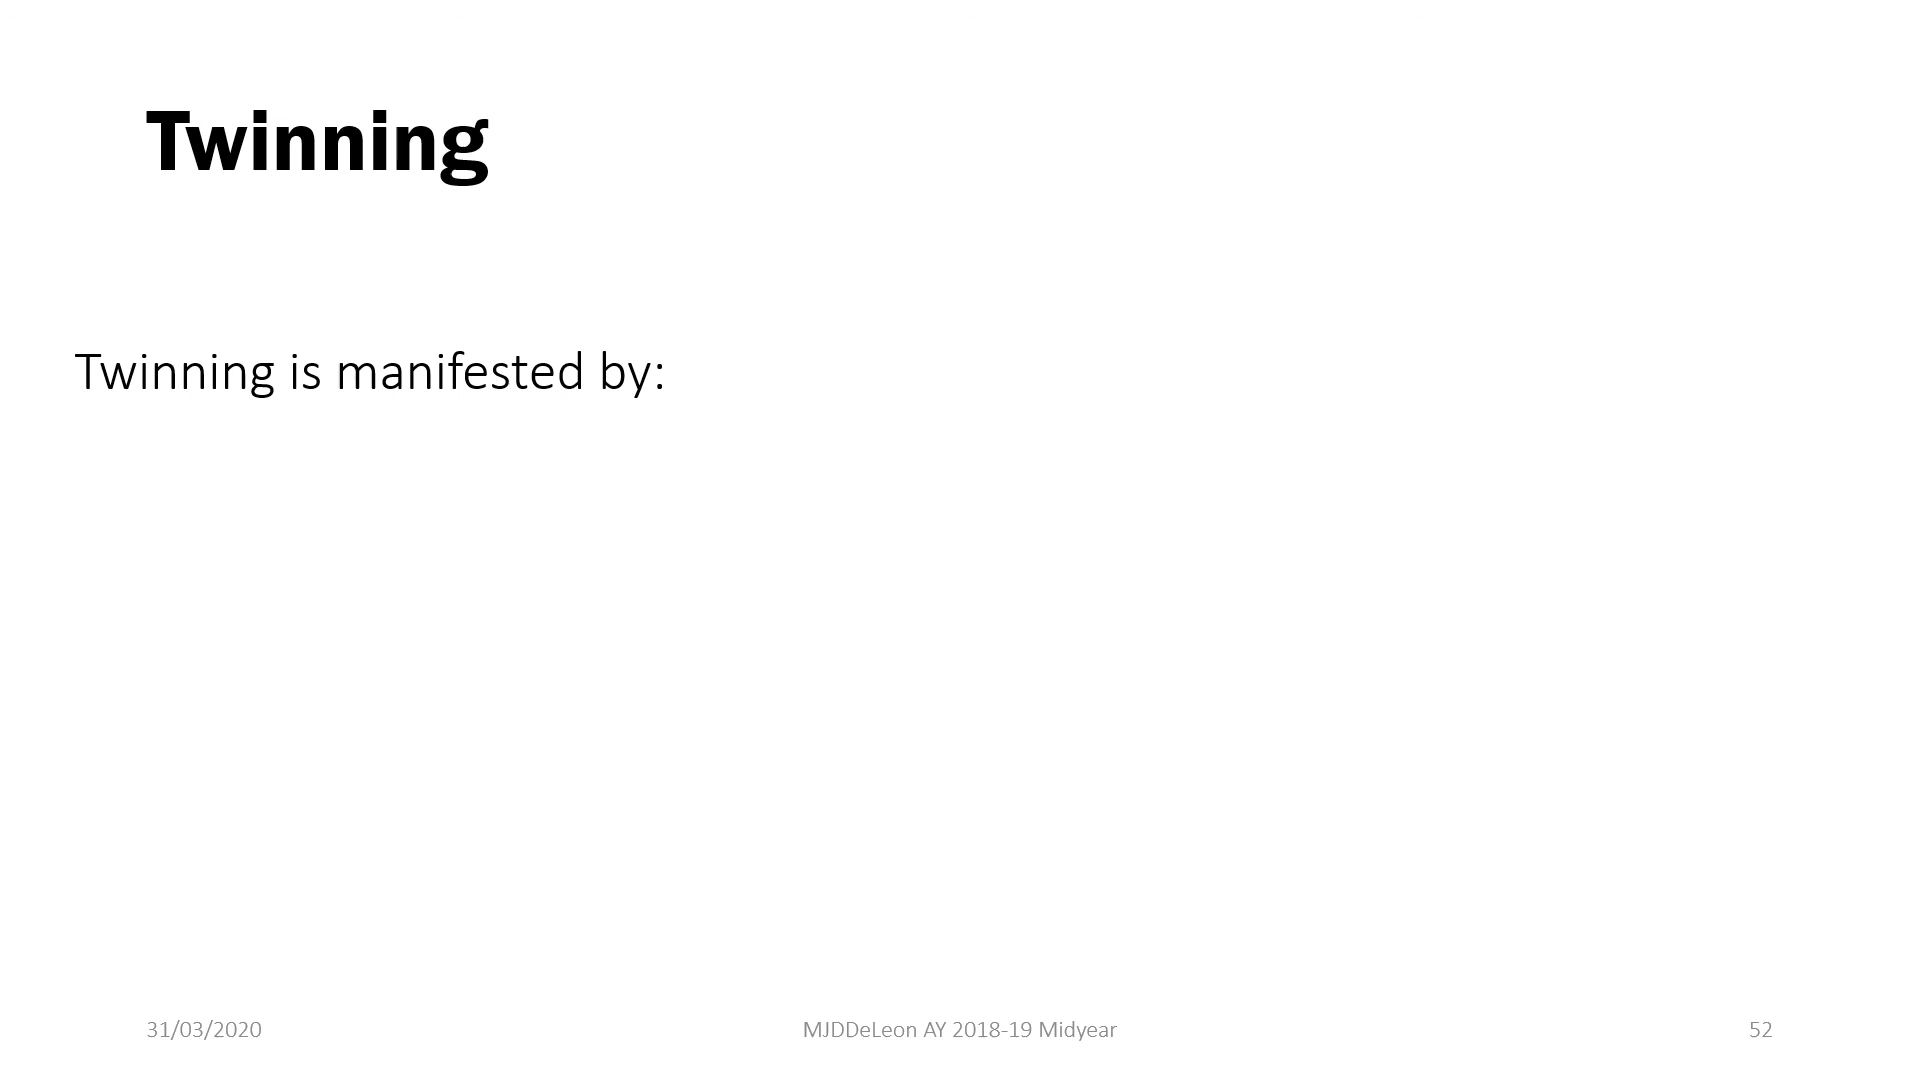 Twinning
Twinning is manifested by:
31/03/2020
MJDDeLeon AY 2018-19 Midyear
52